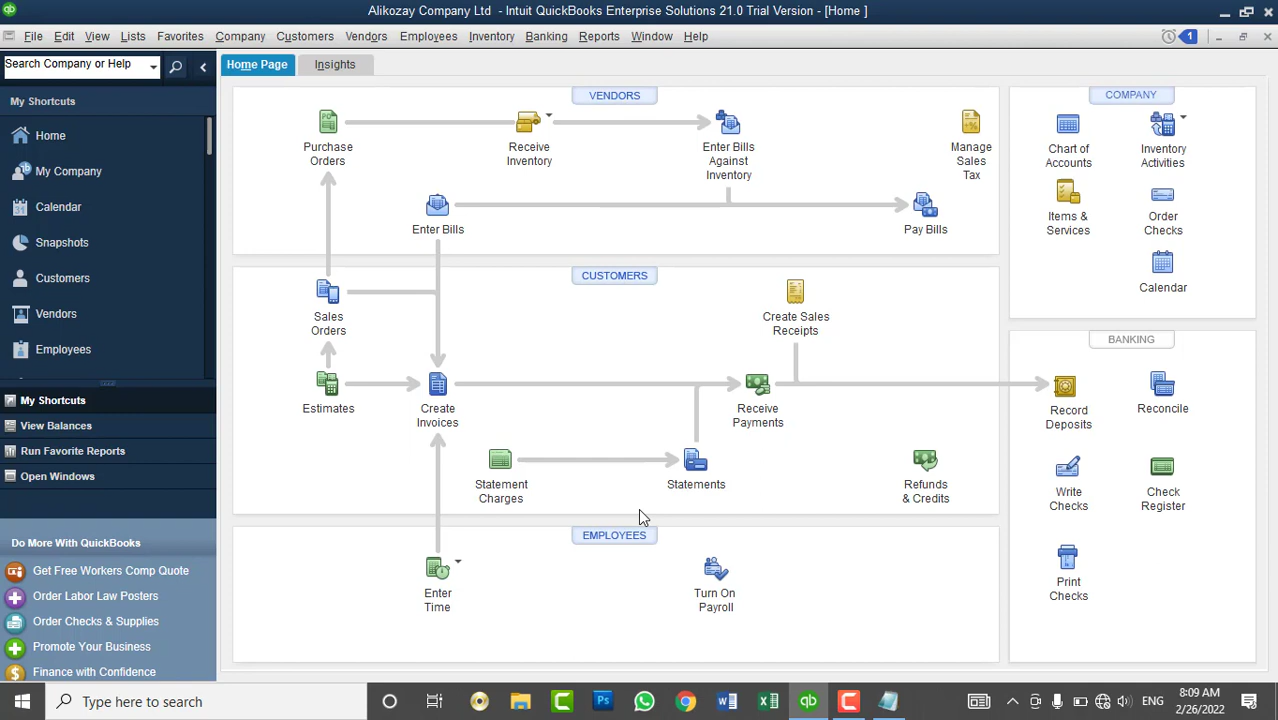 qb
Alikozay Company Ltd - Intuit QuickBooks Enterprise Solutions 21.0 Trial Version - [Home ]
File Edit View Lists Favorites Company Customers Vendors Employees Inventory Banking Reports Window Help
1
Search Company or Help
My Shortcuts
Home
My Company
Calendar
Snapshots
Customers
Vendors
Employees
My Shortcuts
View Balances
Run Favorite Reports
Open Windows
Do More With QuickBooks
Get Free Workers Comp Quote
Order Labor Law Posters
Order Checks & Supplies
Promote Your Business
Finance with Confidence
Home Page
Insights
VENDORS
Purchase
Orders
Receive
Inventory
Enter Bills
Against
Inventory
Manage
Sales
Tax
Enter Bills
Pay Bills
CUSTOMERS
Sales
Orders
Create Sales
Receipts
Estimates
Create
Invoices
Receive
Payments
Statement
Charges
Statements
Refunds
& Credits
EMPLOYEES
Enter
Time
Turn On
Payroll
COMPANY
Chart of
Accounts
Inventory
Activities
Items &
Services
Order
Checks
Calendar
BANKING
Record
Deposits
Reconcile
Write
Checks
Check
Register
Print
Checks
Type here to search
Ps
qb
ENG
8:09 AM
2/26/2022